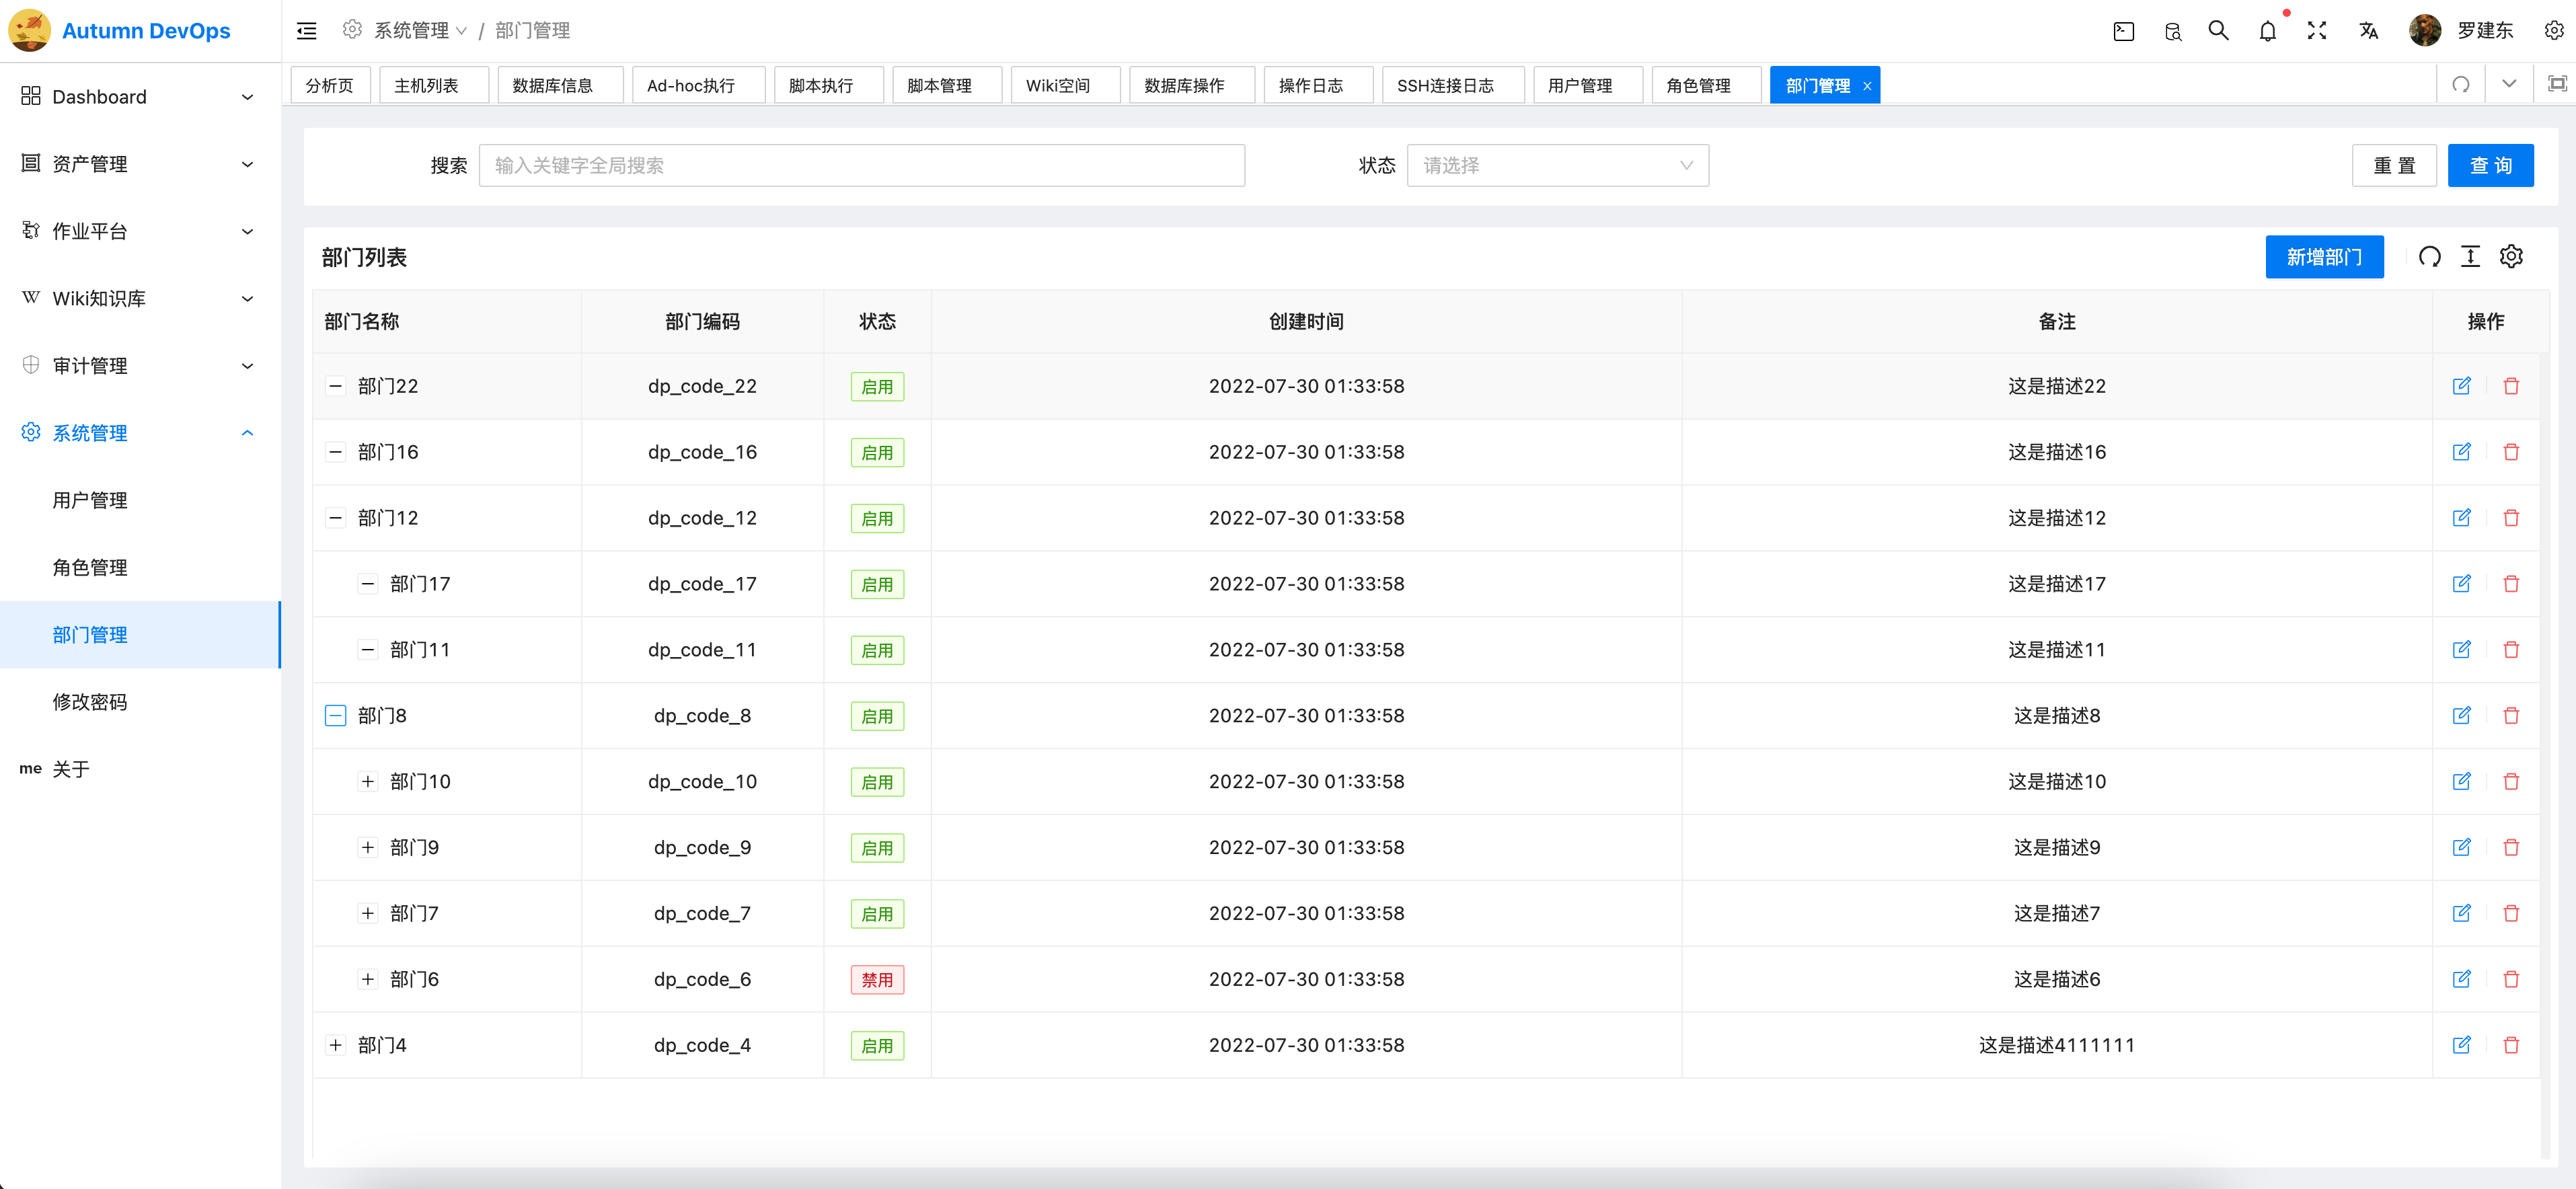 Autumn DevOps
系统管理 / 部门管理
罗建东
分析页 主机列表 数据库信息 Ad-hoc执行 脚本执行 脚本管理 Wiki空间 数据库操作 操作日志 SSH连接日志 用户管理 角色管理 部门管理
Dashboard
资产管理
作业平台
Wiki知识库
审计管理
系统管理
用户管理
角色管理
部门管理
修改密码
me 关于
搜索 输入关键字全局搜索 状态 请选择 重 置 查 询
部门列表 新增部门
部门名称 部门编码 状态 创建时间 备注 操作
部门22 dp_code_22 启用 2022-07-30 01:33:58 这是描述22
部门16 dp_code_16 启用 2022-07-30 01:33:58 这是描述16
部门12 dp_code_12 启用 2022-07-30 01:33:58 这是描述12
部门17 dp_code_17 启用 2022-07-30 01:33:58 这是描述17
部门11 dp_code_11 启用 2022-07-30 01:33:58 这是描述11
部门8 dp_code_8 启用 2022-07-30 01:33:58 这是描述8
部门10 dp_code_10 启用 2022-07-30 01:33:58 这是描述10
部门9 dp_code_9 启用 2022-07-30 01:33:58 这是描述9
部门7 dp_code_7 启用 2022-07-30 01:33:58 这是描述7
部门6 dp_code_6 禁用 2022-07-30 01:33:58 这是描述6
部门4 dp_code_4 启用 2022-07-30 01:33:58 这是描述4111111